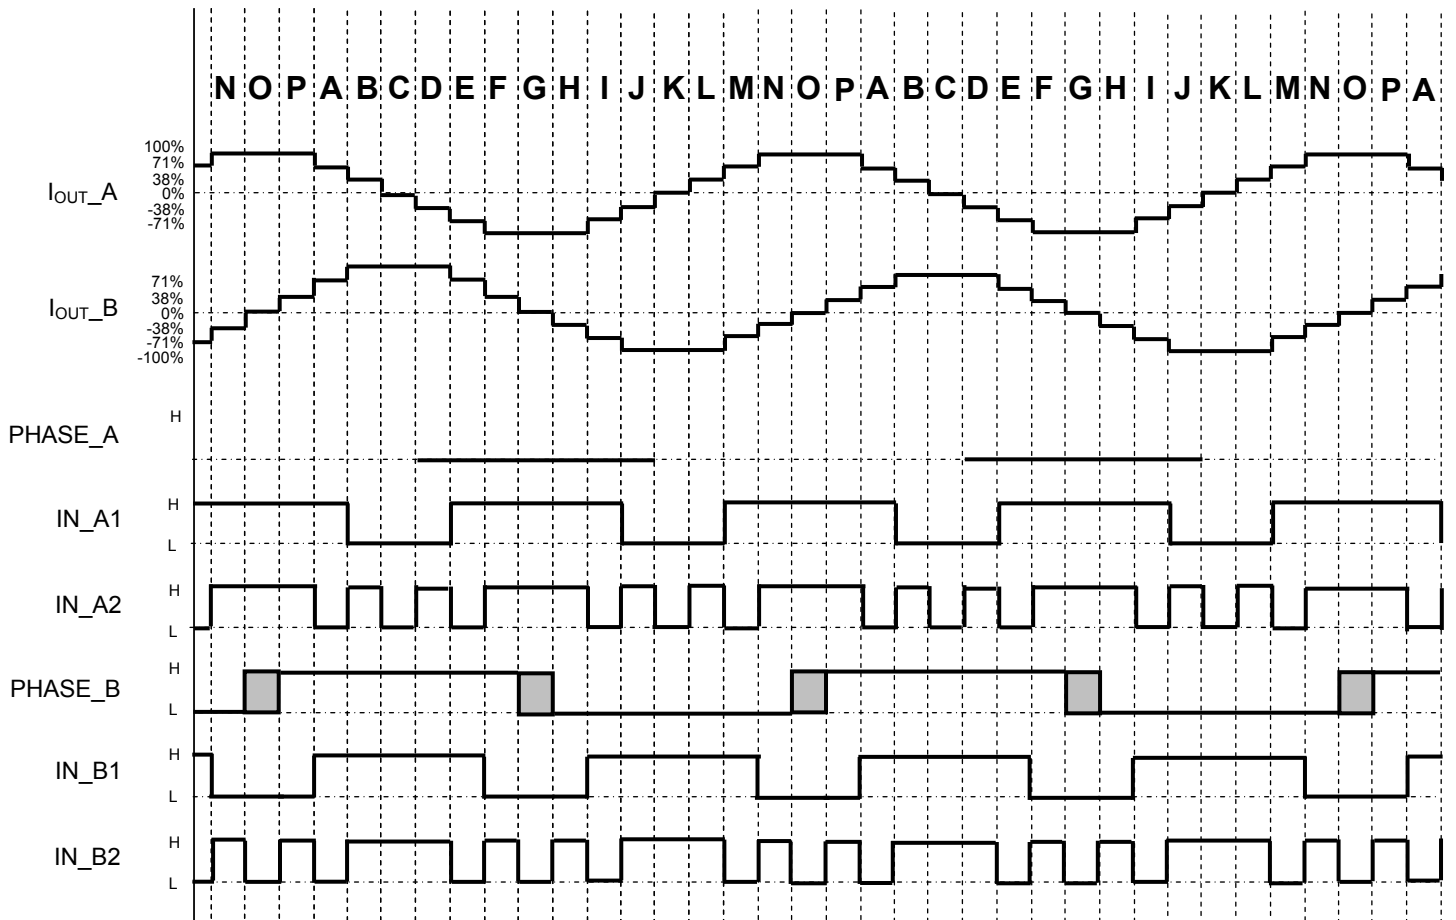 N O P A B C D E F G H I J K L M N O P A B C D E F G H I J K L M N O P A
100%
71%
38%
0%
-38%
-71%
IOUT_A
71%
38%
0%
-38%
-71%
-100%
IOUT_B
H
PHASE_A
H
IN_A1
L
H
IN_A2
L
H
PHASE_B
L
H
IN_B1
L
H
IN_B2
L